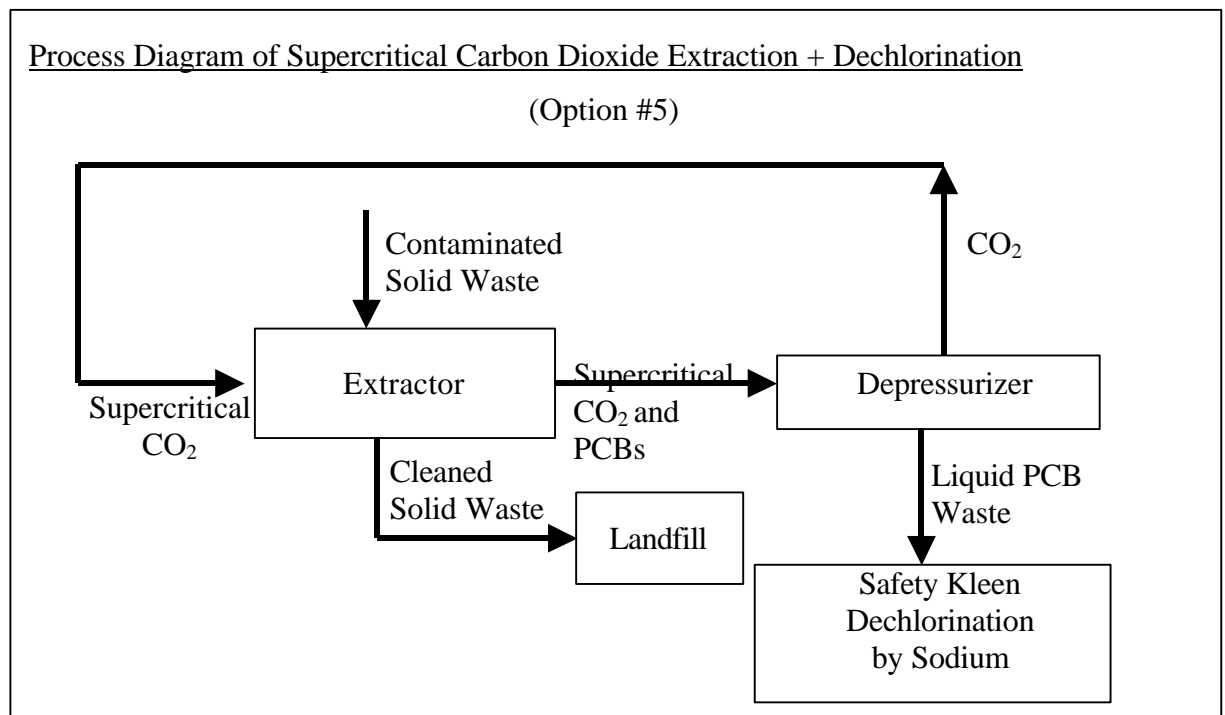 Process Diagram of Supercritical Carbon Dioxide Extraction + Dechlorination
(Option #5)
Contaminated
Solid Waste
CO₂
Extractor
Supercritical
CO₂ and
PCBs
Depressurizer
Supercritical
CO₂
Cleaned
Solid Waste
Landfill
Liquid PCB
Waste
Safety Kleen
Dechlorination
by Sodium